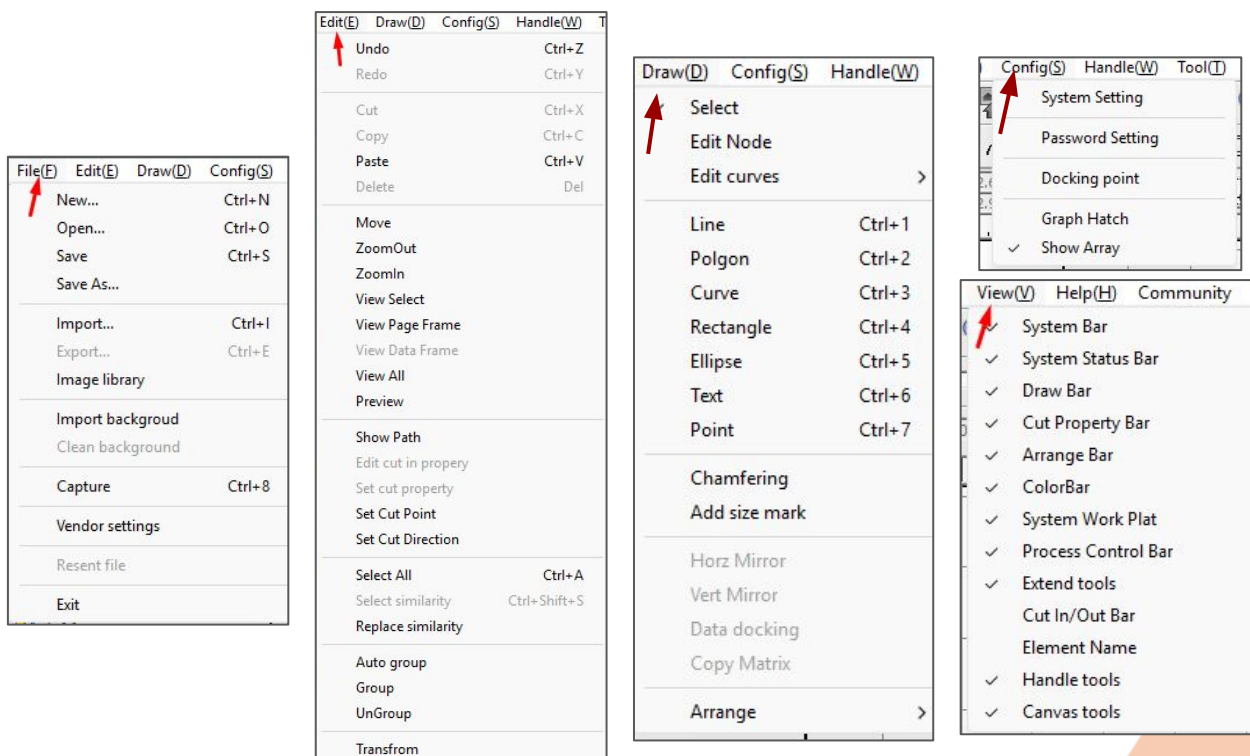 File(F) Edit(E) Draw(D) Config(S)
New... Ctrl+N
Open... Ctrl+O
Save Ctrl+S
Save As...
Import... Ctrl+I
Export... Ctrl+E
Image library
Import backgroud
Clean background
Capture Ctrl+8
Vendor settings
Resent file
Exit
Edit(E) Draw(D) Config(S) Handle(W) T
Undo Ctrl+Z
Redo Ctrl+Y
Cut Ctrl+X
Copy Ctrl+C
Paste Ctrl+V
Delete Del
Move
ZoomOut
ZoomIn
View Select
View Page Frame
View Data Frame
View All
Preview
Show Path
Edit cut in propery
Set cut property
Set Cut Point
Set Cut Direction
Select All Ctrl+A
Select similarity Ctrl+Shift+S
Replace similarity
Auto group
Group
UnGroup
Transfrom
Draw(D) Config(S) Handle(W)
Select
Edit Node
Edit curves
Line Ctrl+1
Polgon Ctrl+2
Curve Ctrl+3
Rectangle Ctrl+4
Ellipse Ctrl+5
Text Ctrl+6
Point Ctrl+7
Chamfering
Add size mark
Horz Mirror
Vert Mirror
Data docking
Copy Matrix
Arrange
Config(S) Handle(W) Tool(T)
System Setting
Password Setting
Docking point
Graph Hatch
Show Array
View(V) Help(H) Community
System Bar
System Status Bar
Draw Bar
Cut Property Bar
Arrange Bar
ColorBar
System Work Plat
Process Control Bar
Extend tools
Cut In/Out Bar
Element Name
Handle tools
Canvas tools